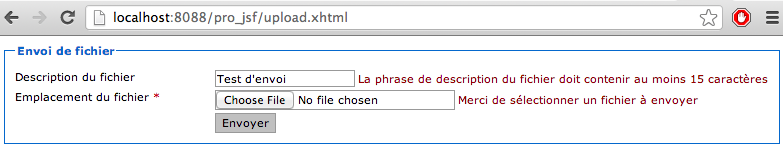 localhost:8088/pro_jsf/upload.xhtml
Envoi de fichier
Description du fichier Test d'envoi La phrase de description du fichier doit contenir au moins 15 caractères
Emplacement du fichier * Choose File No file chosen Merci de sélectionner un fichier à envoyer
Envoyer